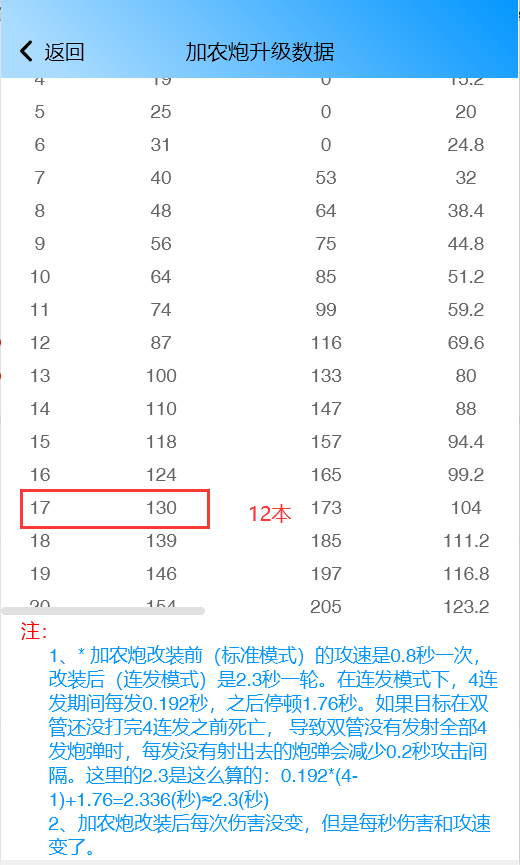 返回 加农炮升级数据
4 19 0 15.2
5 25 0 20
6 31 0 24.8
7 40 53 32
8 48 64 38.4
9 56 75 44.8
10 64 85 51.2
11 74 99 59.2
12 87 116 69.6
13 100 133 80
14 110 147 88
15 118 157 94.4
16 124 165 99.2
17 130 12本 173 104
18 139 185 111.2
19 146 197 116.8
20 154 205 123.2
注：
1、* 加农炮改装前（标准模式）的攻速是0.8秒一次，
改装后（连发模式）是2.3秒一轮。在连发模式下，4连
发期间每发0.192秒，之后停顿1.76秒。如果目标在双
管还没打完4连发之前死亡， 导致双管没有发射全部4
发炮弹时，每发没有射出去的炮弹会减少0.2秒攻击间
隔。这里的2.3是这么算的：0.192*(4-
1)+1.76=2.336(秒)≈2.3(秒)
2、加农炮改装后每次伤害没变，但是每秒伤害和攻速
变了。